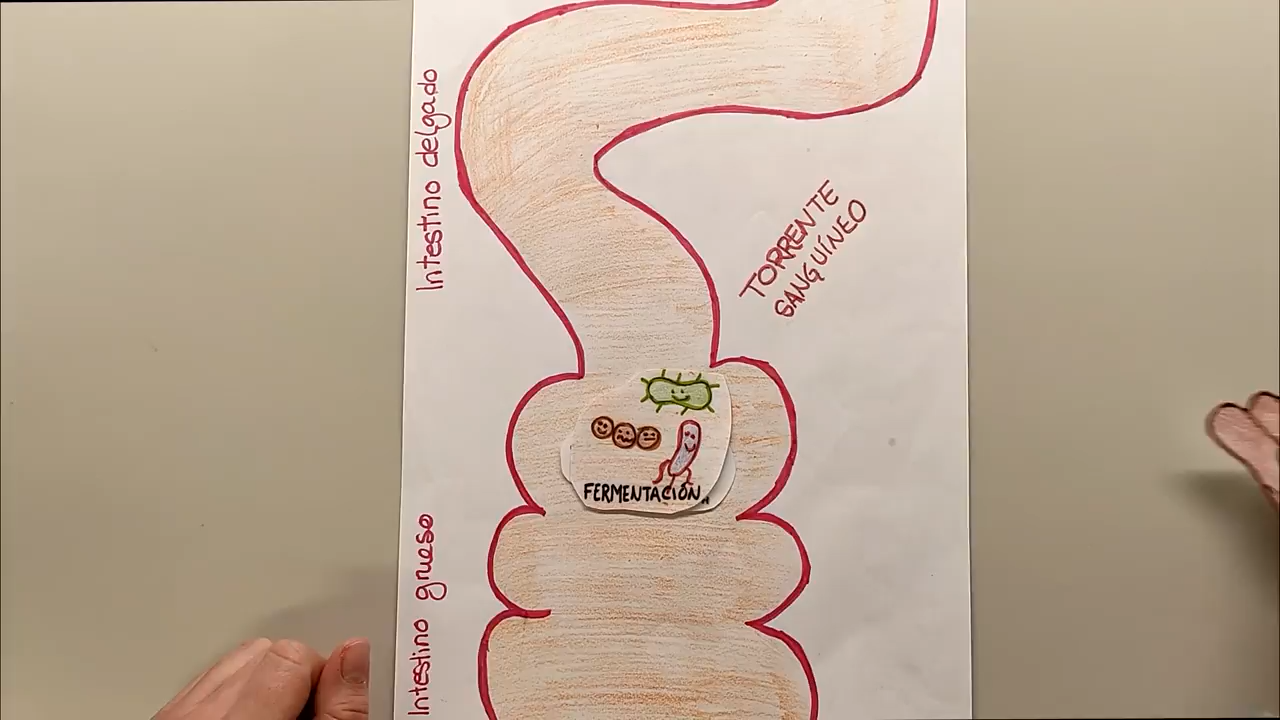 Intestino delgado
TORRENTE
SANGUÍNEO
FERMENTACIÓN
Intestino grueso